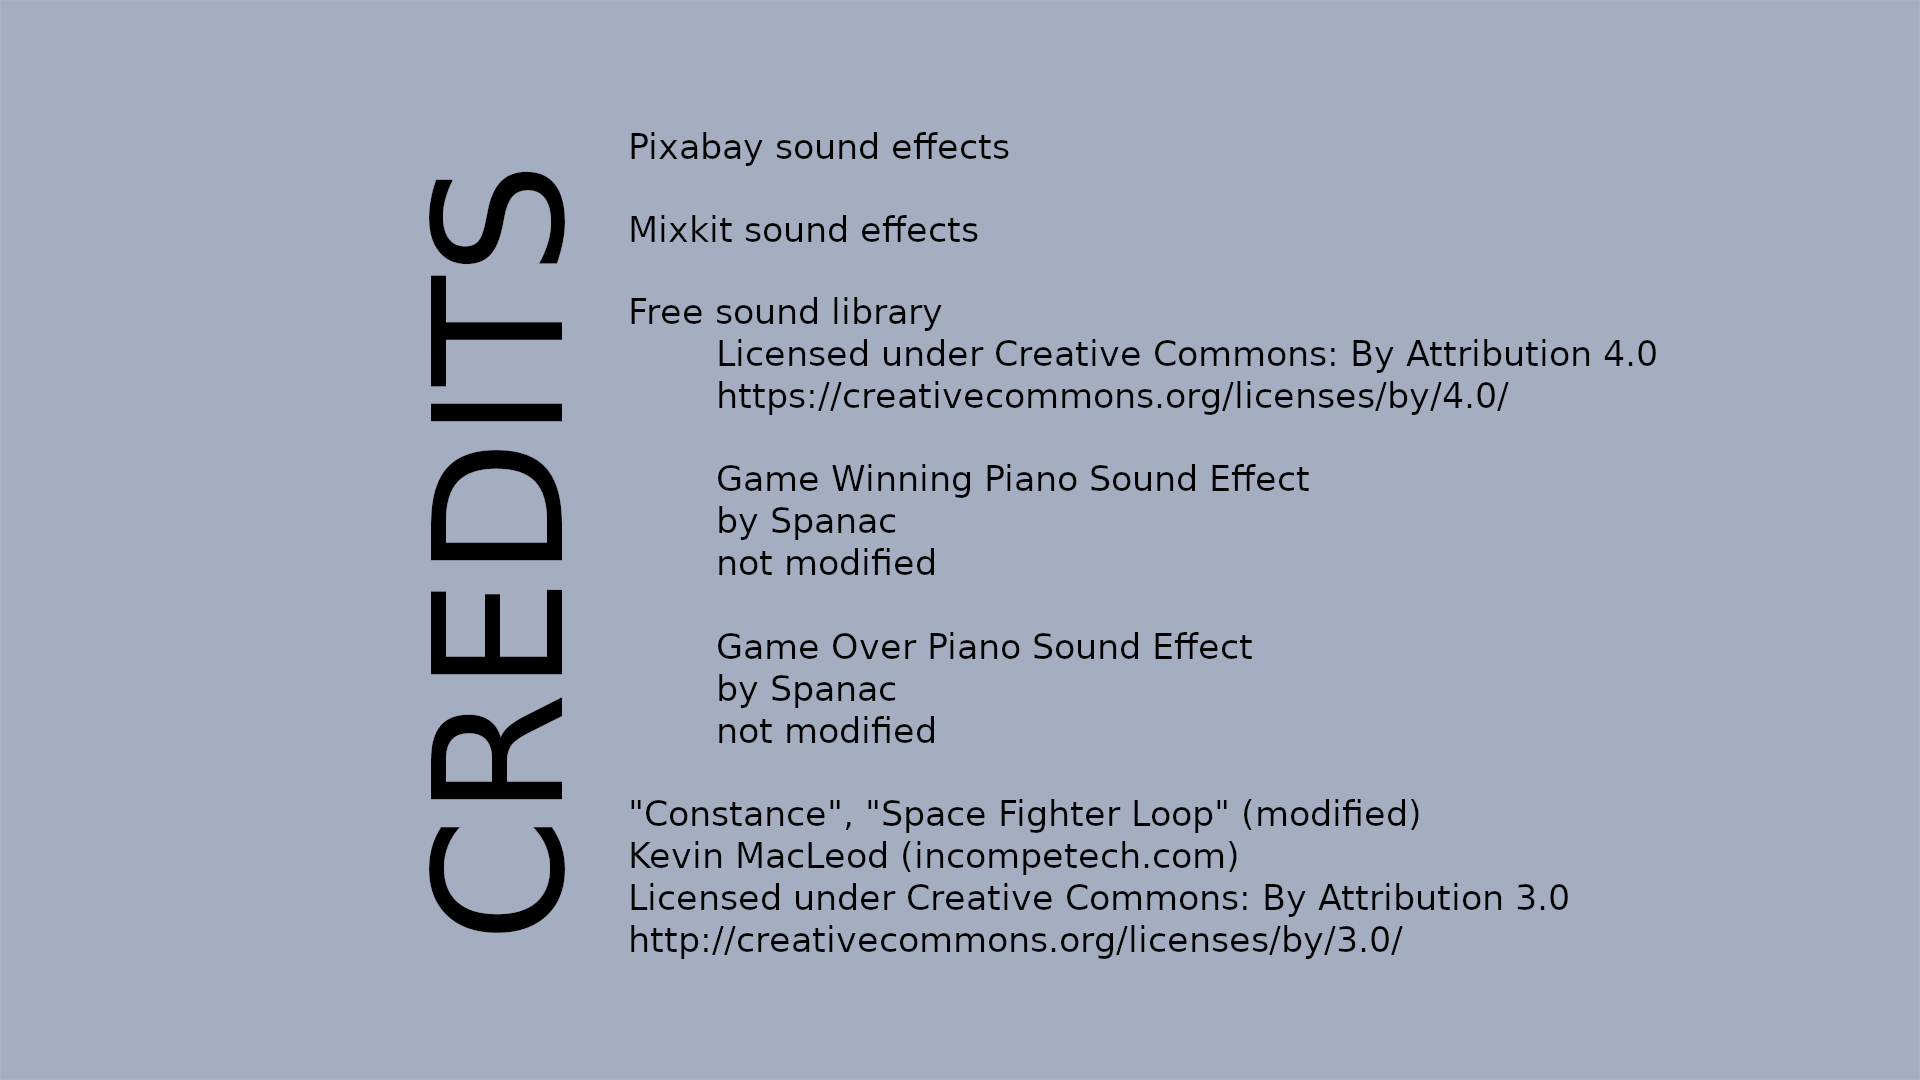 CREDITS
Pixabay sound effects
Mixkit sound effects
Free sound library
Licensed under Creative Commons: By Attribution 4.0
https://creativecommons.org/licenses/by/4.0/
Game Winning Piano Sound Effect
by Spanac
not modified
Game Over Piano Sound Effect
by Spanac
not modified
"Constance", "Space Fighter Loop" (modified)
Kevin MacLeod (incompetech.com)
Licensed under Creative Commons: By Attribution 3.0
http://creativecommons.org/licenses/by/3.0/